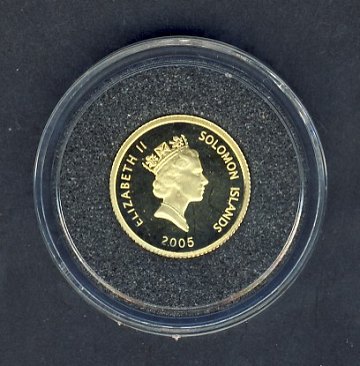 ELIZABETH II
SOLOMON ISLANDS
2005